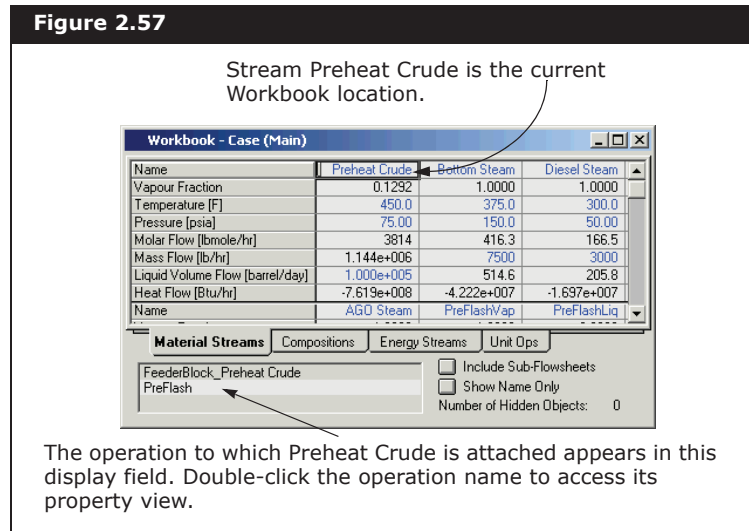 Figure 2.57
Stream Preheat Crude is the current
Workbook location.
Workbook - Case (Main)
Name Preheat Crude Bottom Steam Diesel Steam
Vapour Fraction 0.1292 1.0000 1.0000
Temperature [F] 450.0 375.0 300.0
Pressure [psia] 75.00 150.0 50.00
Molar Flow [lbmole/hr] 3814 416.3 166.5
Mass Flow [lb/hr] 1.144e+006 7500 3000
Liquid Volume Flow [barrel/day] 1.000e+005 514.6 205.8
Heat Flow [Btu/hr] -7.619e+008 -4.222e+007 -1.697e+007
Name AGO Steam PreFlashVap PreFlashLiq
Material Streams Compositions Energy Streams Unit Ops
FeederBlock_Preheat Crude
PreFlash
Include Sub-Flowsheets
Show Name Only
Number of Hidden Objects: 0
The operation to which Preheat Crude is attached appears in this
display field. Double-click the operation name to access its
property view.